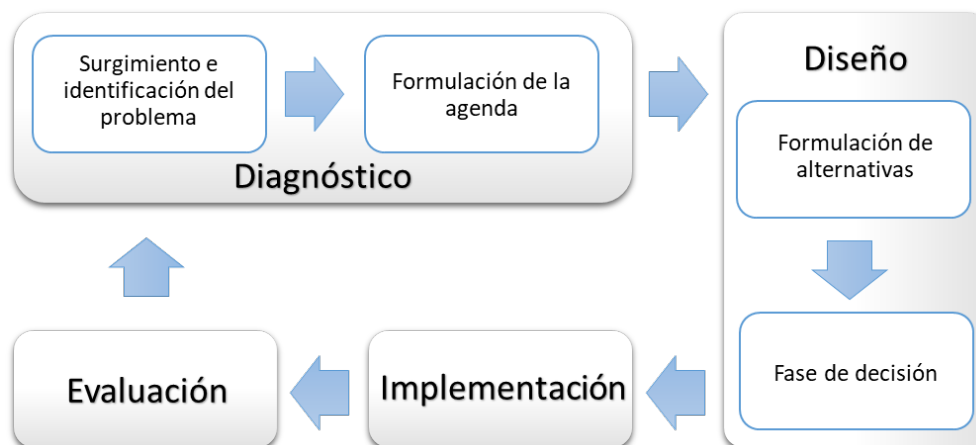 Surgimiento e
identificación del
problema
Formulación de la
agenda
Diagnóstico
Diseño
Formulación de
alternativas
Fase de decisión
Implementación
Evaluación